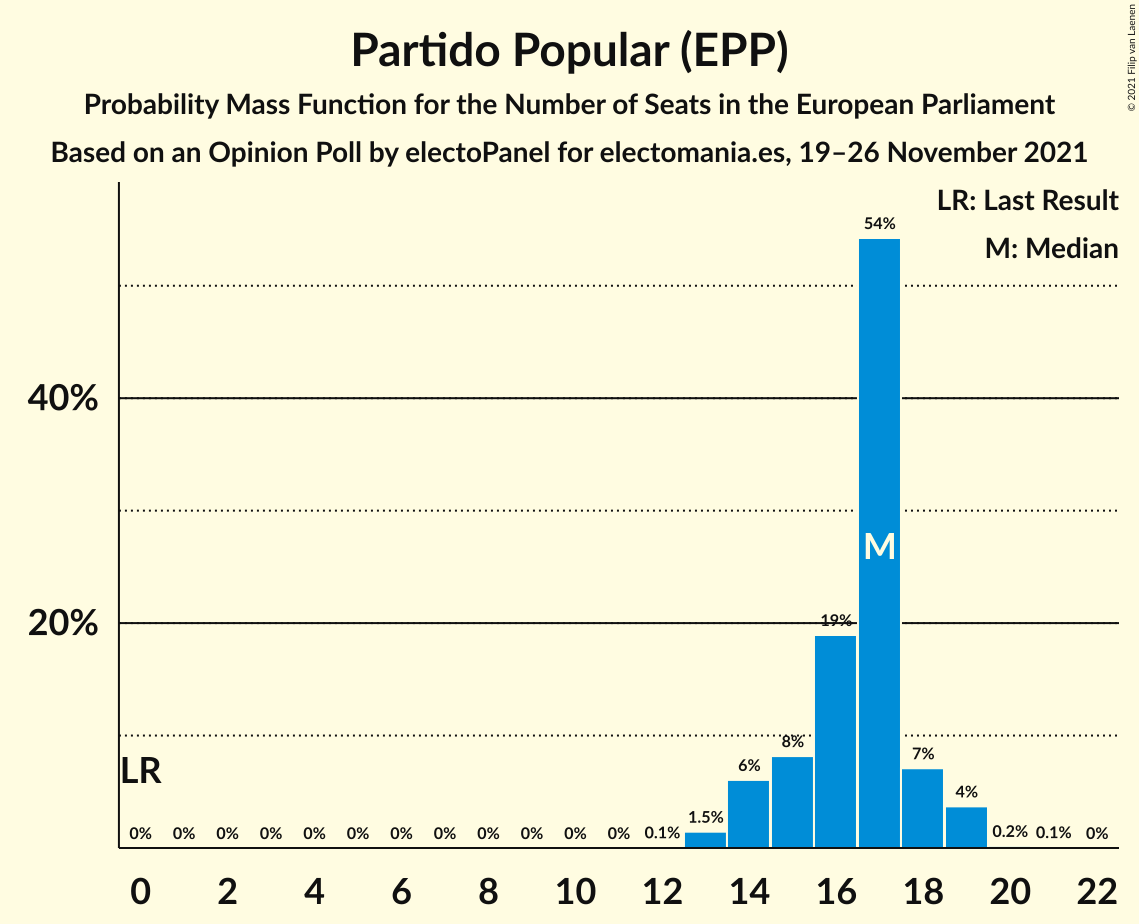 Partido Popular (EPP)
Probability Mass Function for the Number of Seats in the European Parliament
Based on an Opinion Poll by electoPanel for electomania.es, 19–26 November 2021
© 2021 Filip van Laenen
LR: Last Result
M: Median
54%
40%
M
20%
19%
8%
6%
7%
4%
LR
1.5%
0% 0% 0% 0% 0% 0% 0% 0% 0% 0% 0% 0% 0.1% 0.2% 0.1% 0%
0 2 4 6 8 10 12 14 16 18 20 22